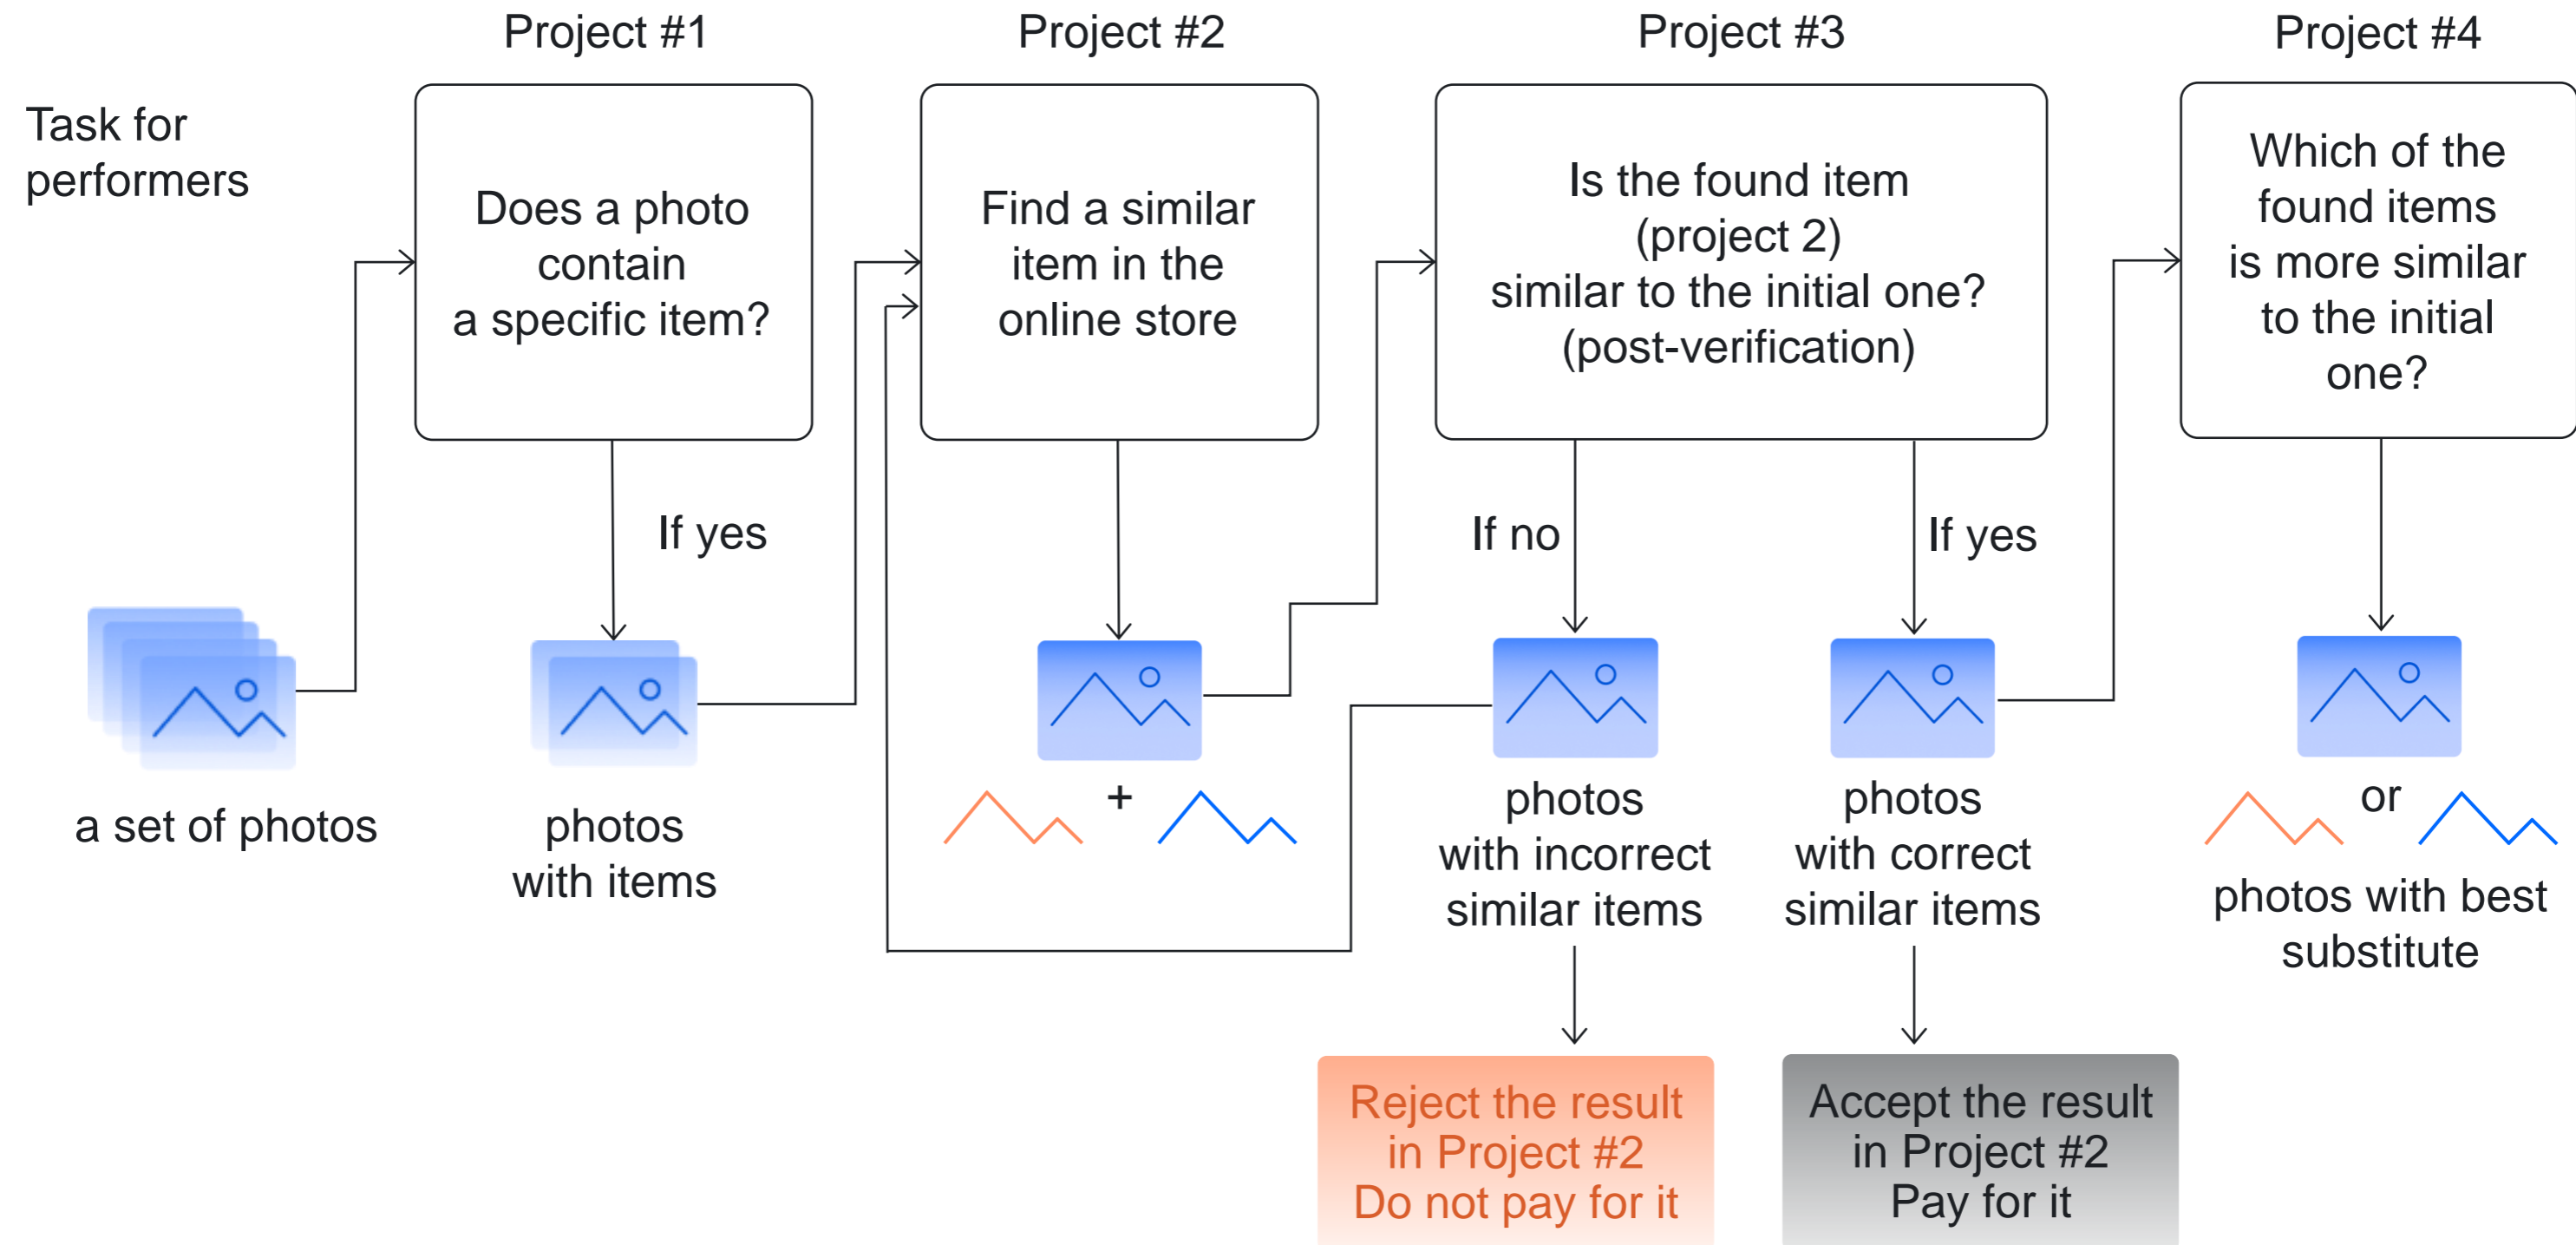 Project #1
Project #2
Project #3
Project #4
Task for
performers
Does a photo
contain
a specific item?
Find a similar
item in the
online store
Is the found item
(project 2)
similar to the initial one?
(post-verification)
Which of the
found items
is more similar
to the initial
one?
If yes
If no
If yes
a set of photos
photos
with items
+
photos
with incorrect
similar items
photos
with correct
similar items
or
photos with best
substitute
Reject the result
in Project #2
Do not pay for it
Accept the result
in Project #2
Pay for it